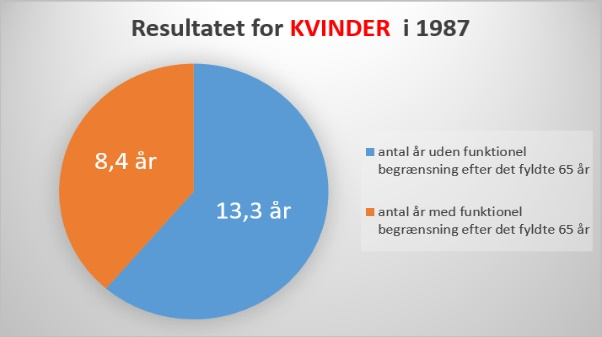 Resultatet for KVINDER i 1987
8,4 år
13,3 år
antal år uden funktionel
begrænsning efter det fyldte 65 år
antal år med funktionel
begrænsning efter det fyldte 65 år